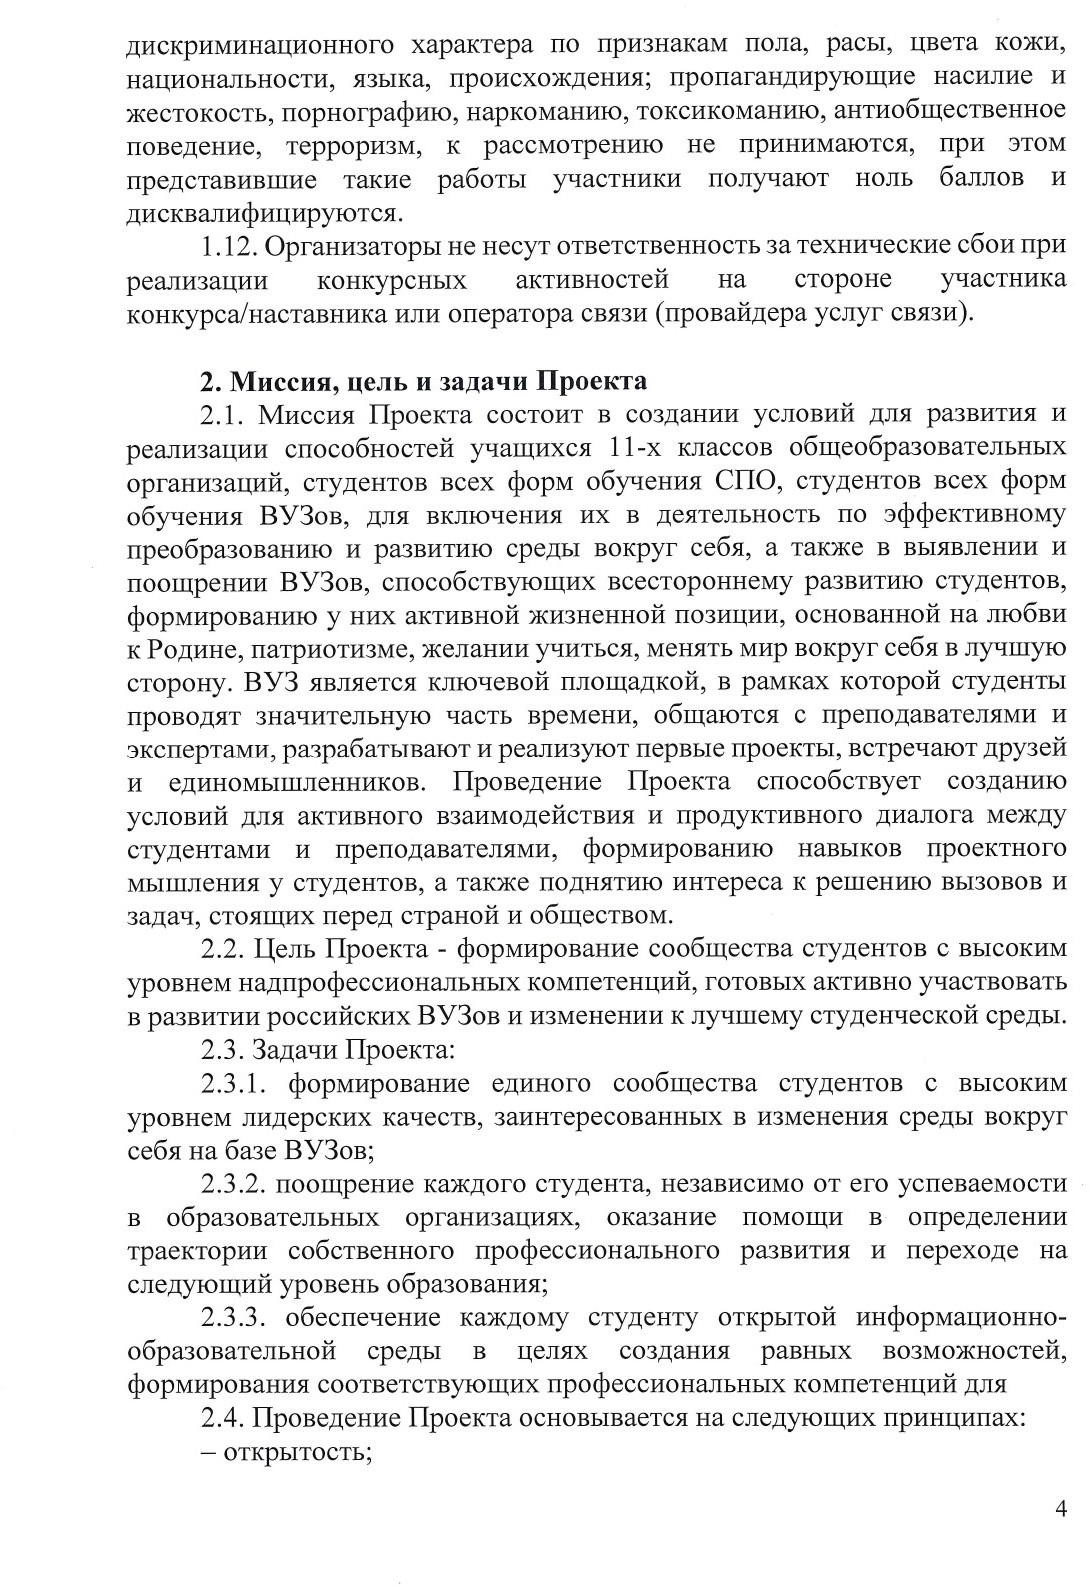 дискриминационного характера по признакам пола, расы, цвета кожи,
национальности, языка, происхождения; пропагандирующие насилие и
жестокость, порнографию, наркоманию, токсикоманию, антиобщественное
поведение, терроризм, к рассмотрению не принимаются, при этом
представившие такие работы участники получают ноль баллов и
дисквалифицируются.
1.12. Организаторы не несут ответственность за технические сбои при
реализации конкурсных активностей на стороне участника
конкурса/наставника или оператора связи (провайдера услуг связи).
2. Миссия, цель и задачи Проекта
2.1. Миссия Проекта состоит в создании условий для развития и
реализации способностей учащихся 11-х классов общеобразовательных
организаций, студентов всех форм обучения СПО, студентов всех форм
обучения ВУЗов, для включения их в деятельность по эффективному
преобразованию и развитию среды вокруг себя, а также в выявлении и
поощрении ВУЗов, способствующих всестороннему развитию студентов,
формированию у них активной жизненной позиции, основанной на любви
к Родине, патриотизме, желании учиться, менять мир вокруг себя в лучшую
сторону. ВУЗ является ключевой площадкой, в рамках которой студенты
проводят значительную часть времени, общаются с преподавателями и
экспертами, разрабатывают и реализуют первые проекты, встречают друзей
и единомышленников. Проведение Проекта способствует созданию
условий для активного взаимодействия и продуктивного диалога между
студентами и преподавателями, формированию навыков проектного
мышления у студентов, а также поднятию интереса к решению вызовов и
задач, стоящих перед страной и обществом.
2.2. Цель Проекта - формирование сообщества студентов с высоким
уровнем надпрофессиональных компетенций, готовых активно участвовать
в развитии российских ВУЗов и изменении к лучшему студенческой среды.
2.3. Задачи Проекта:
2.3.1. формирование единого сообщества студентов с высоким
уровнем лидерских качеств, заинтересованных в изменения среды вокруг
себя на базе ВУЗов;
2.3.2. поощрение каждого студента, независимо от его успеваемости
в образовательных организациях, оказание помощи в определении
траектории собственного профессионального развития и переходе на
следующий уровень образования;
2.3.3. обеспечение каждому студенту открытой информационно-
образовательной среды в целях создания равных возможностей,
формирования соответствующих профессиональных компетенций для
2.4. Проведение Проекта основывается на следующих принципах:
– открытость;
4